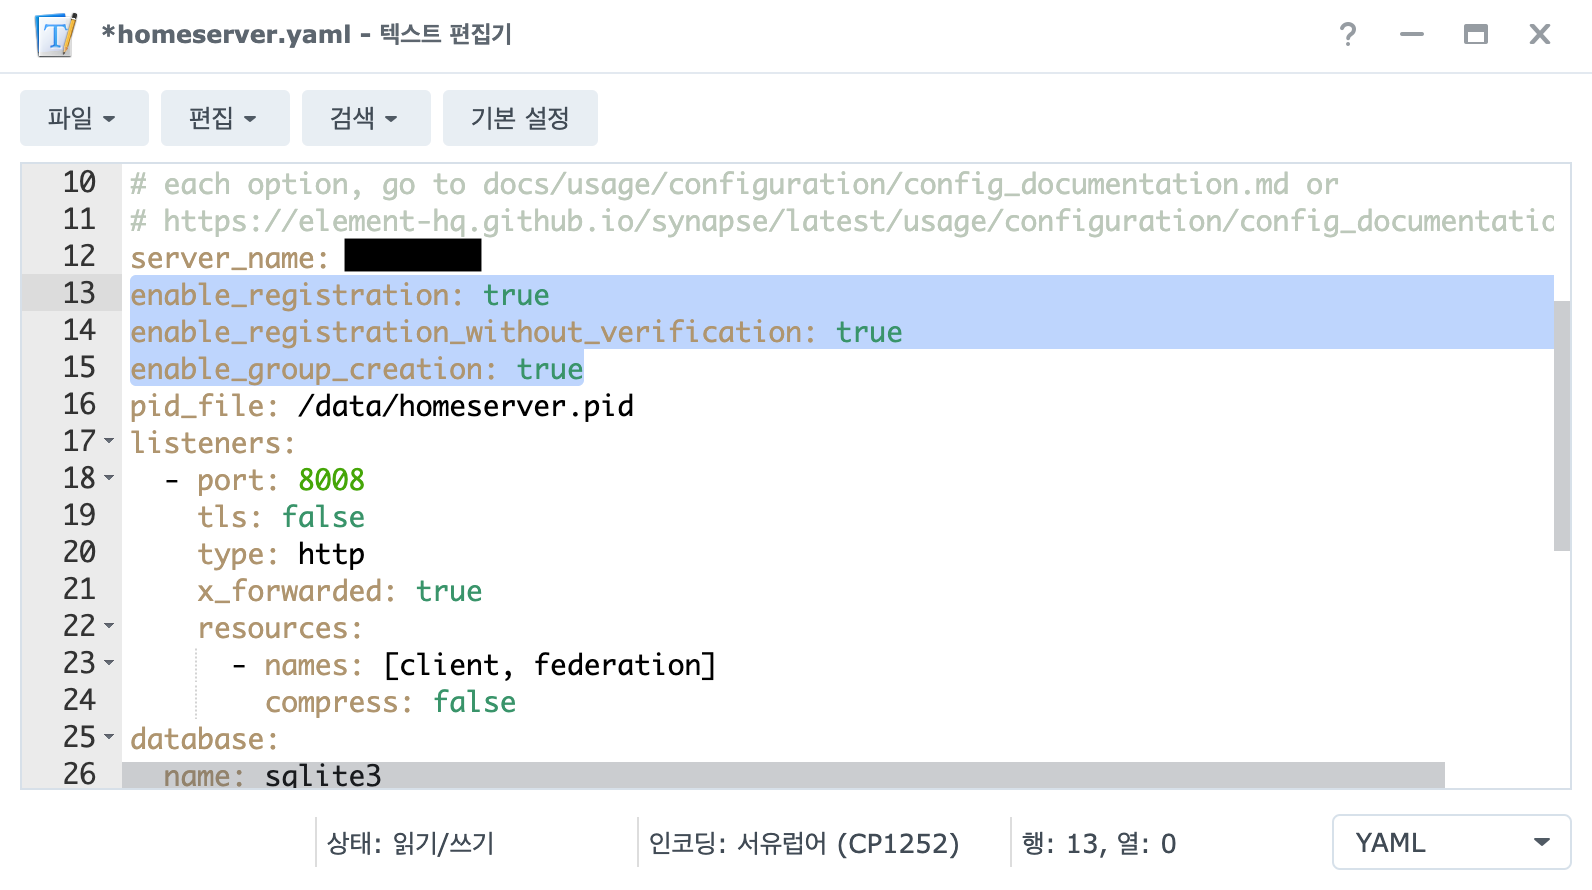 *homeserver.yaml - 텍스트 편집기
파일 편집 검색 기본 설정
10 # each option, go to docs/usage/configuration/config_documentation.md or
11 # https://element-hq.github.io/synapse/latest/usage/configuration/config_documentatio
12 server_name:
13 enable_registration: true
14 enable_registration_without_verification: true
15 enable_group_creation: true
16 pid_file: /data/homeserver.pid
17 listeners:
18   - port: 8008
19     tls: false
20     type: http
21     x_forwarded: true
22     resources:
23       - names: [client, federation]
24         compress: false
25 database:
26   name: sqlite3
상태: 읽기/쓰기 인코딩: 서유럽어 (CP1252) 행: 13, 열: 0 YAML